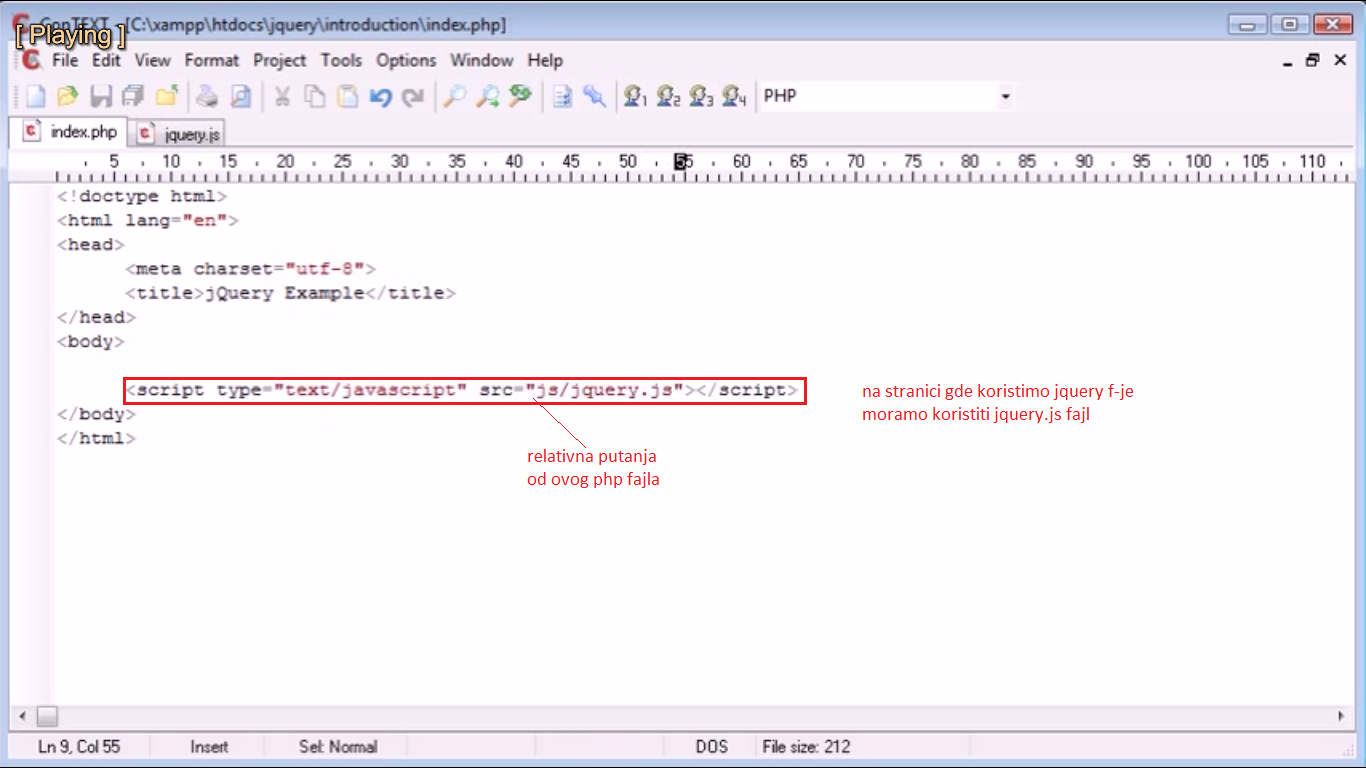 ConTEXT - [C:\xampp\htdocs\jquery\introduction\index.php]
[ Playing ]
File Edit View Format Project Tools Options Window Help
1 2 3 4 PHP
index.php jquery.js
5 10 15 20 25 30 35 40 45 50 55 60 65 70 75 80 85 90 95 100 105 110
<!doctype html>
<html lang="en">
<head>
<meta charset="utf-8">
<title>jQuery Example</title>
</head>
<body>
<script type="text/javascript" src="js/jquery.js"></script>
na stranici gde koristimo jquery f-je
moramo koristiti jquery.js fajl
</body>
</html>
relativna putanja
od ovog php fajla
Ln 9, Col 55 Insert Sel: Normal DOS File size: 212